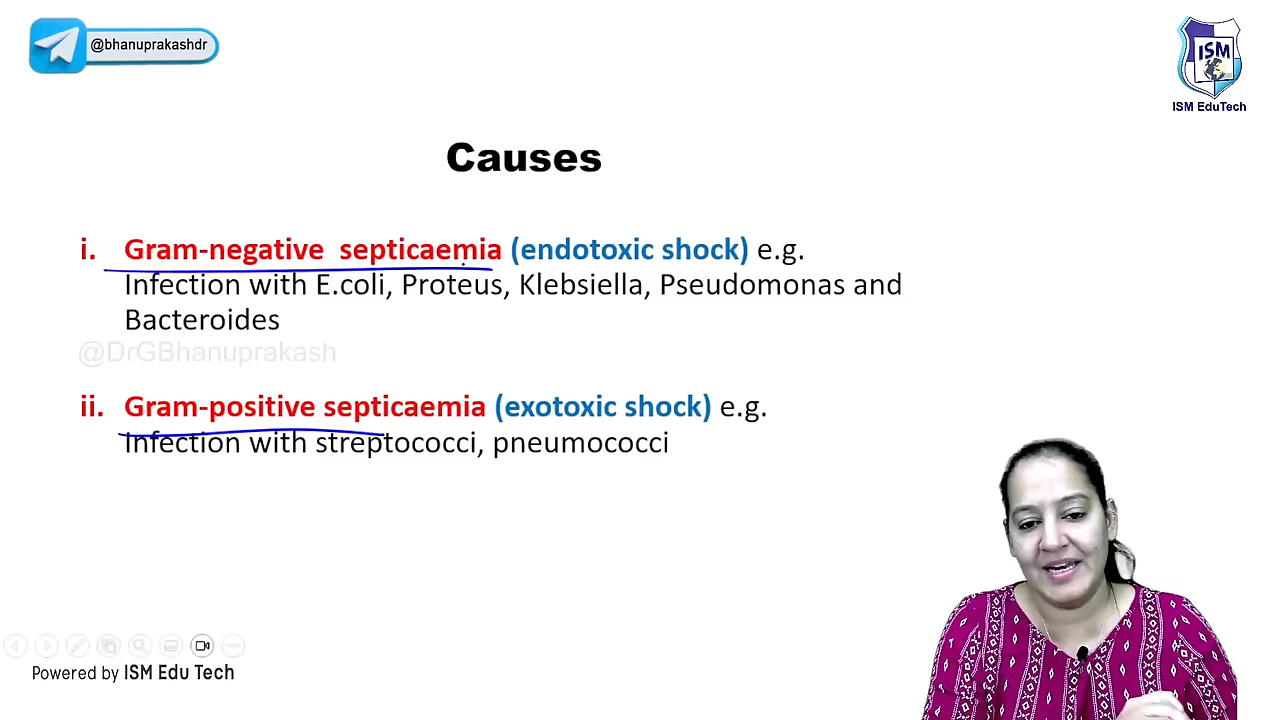 @bhanuprakashdr
ISM
ISM EduTech
Causes
i. Gram-negative septicaemia (endotoxic shock) e.g.
Infection with E.coli, Proteus, Klebsiella, Pseudomonas and
Bacteroides
@DrGBhanuprakash
ii. Gram-positive septicaemia (exotoxic shock) e.g.
Infection with streptococci, pneumococci
Powered by ISM Edu Tech